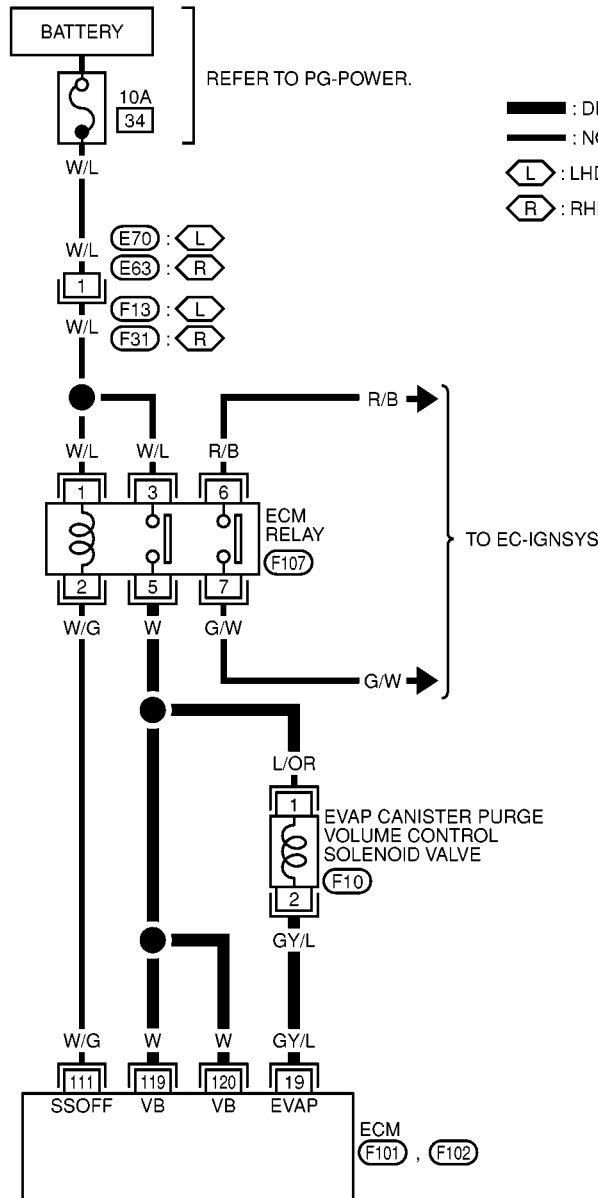 BATTERY
REFER TO PG-POWER.
10A
34
W/L
: LHD
: RH
L
R
W/L
E70 : L
E63 : R
1
F13 : L
F31 : R
W/L
R/B
W/L W/L R/B
1 3 6
ECM
RELAY
F107
TO EC-IGNSYS
2 5 7
W/G W G/W
G/W
L/OR
1
EVAP CANISTER PURGE
VOLUME CONTROL
SOLENOID VALVE
F10
2
GY/L
W/G W W GY/L
111 119 120 19
SSOFF VB VB EVAP
ECM
F101 , F102